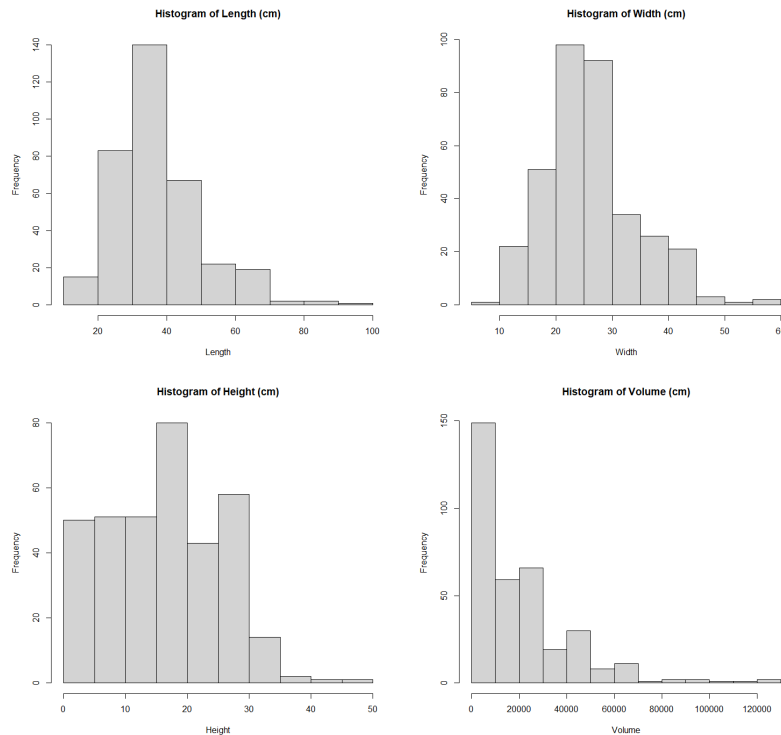 Histogram of Length (cm)
Frequency
0 20 40 60 80 100 120 140
20 40 60 80 100
Length
Histogram of Width (cm)
Frequency
0 20 40 60 80 100
10 20 30 40 50 60
Width
Histogram of Height (cm)
Frequency
0 20 40 60 80
0 10 20 30 40 50
Height
Histogram of Volume (cm)
Frequency
0 50 100 150
0 20000 40000 60000 80000 100000 120000
Volume